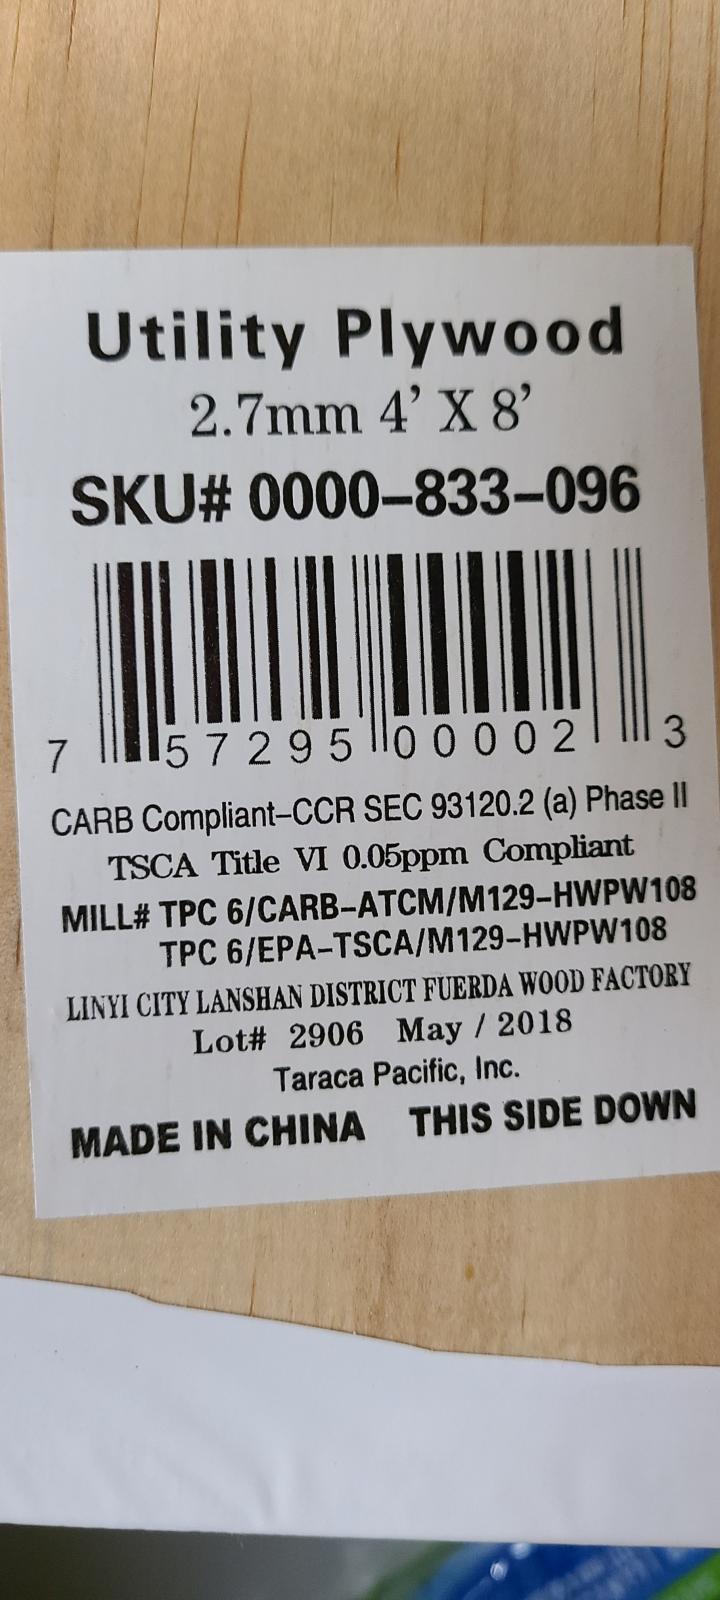 Utility Plywood
2.7mm 4’ X 8’
SKU# 0000–833–096
7 57295 00002 3
CARB Compliant–CCR SEC 93120.2 (a) Phase II
TSCA Title VI 0.05ppm Compliant
MILL# TPC 6/CARB–ATCM/M129–HWPW108
TPC 6/EPA–TSCA/M129–HWPW108
LINYI CITY LANSHAN DISTRICT FUERDA WOOD FACTORY
Lot# 2906 May / 2018
Taraca Pacific, Inc.
MADE IN CHINA THIS SIDE DOWN